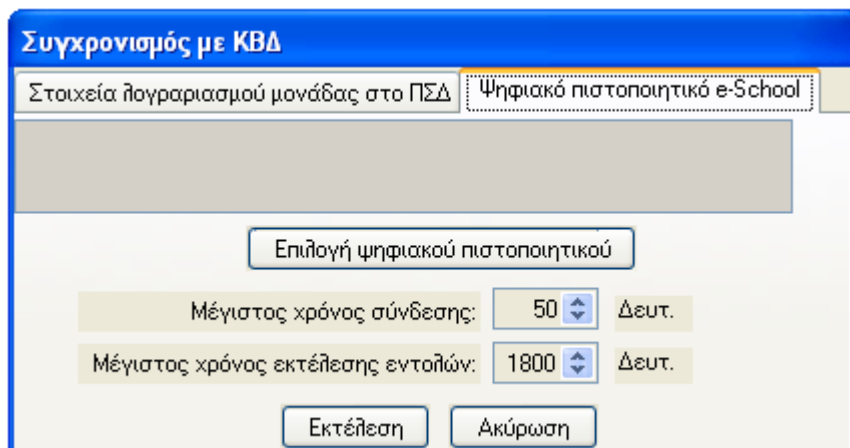 Συγχρονισμός με ΚΒΔ
Στοιχεία λογραριασμού μονάδας στο ΠΣΔ Ψηφιακό πιστοποιητικό e-School
Επιλογή ψηφιακού πιστοποιητικού
Μέγιστος χρόνος σύνδεσης: 50 Δευτ.
Μέγιστος χρόνος εκτέλεσης εντολών: 1800 Δευτ.
Εκτέλεση Ακύρωση